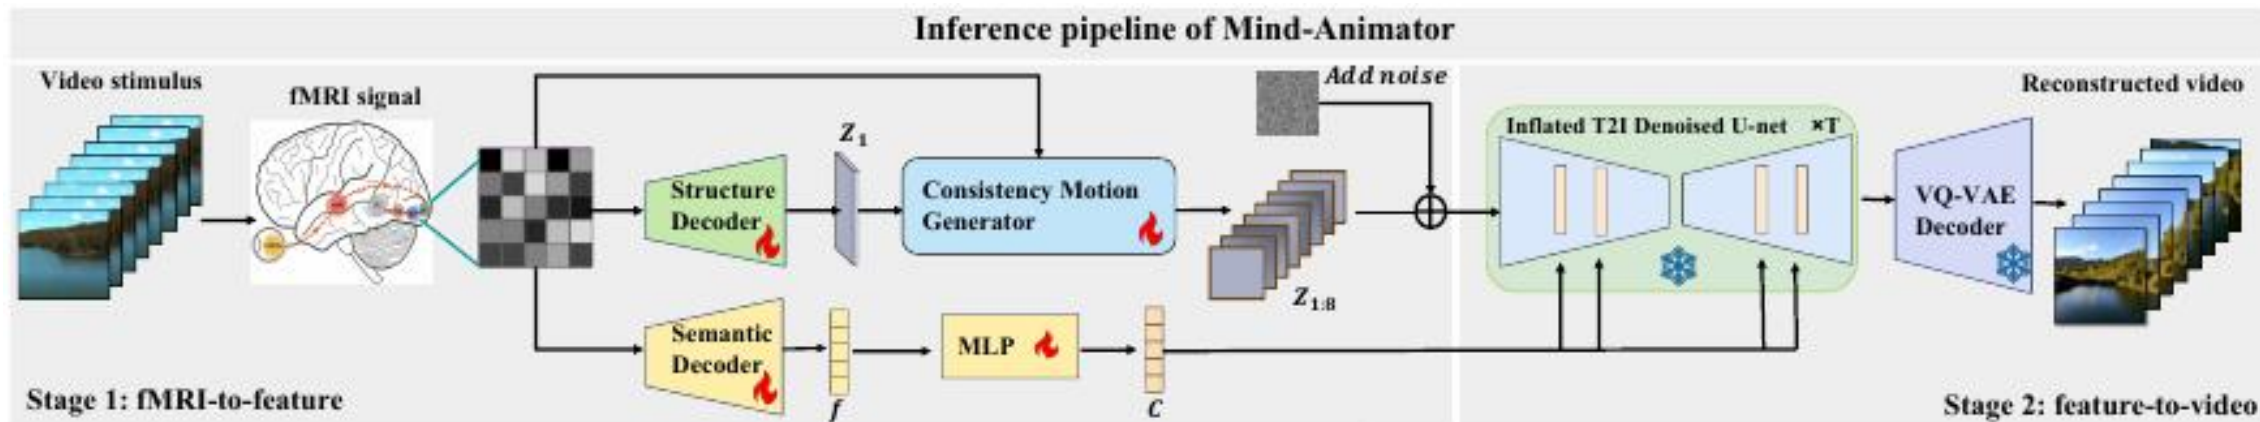 Inference pipeline of Mind-Animator
Video stimulus
fMRI signal
Structure
Decoder
Z1
Consistency Motion
Generator
Add noise
Z1:8
Semantic
Decoder
f
MLP
C
Stage 1: fMRI-to-feature
Inflated T2I Denoised U-net ×T
VQ-VAE
Decoder
Reconstructed video
Stage 2: feature-to-video